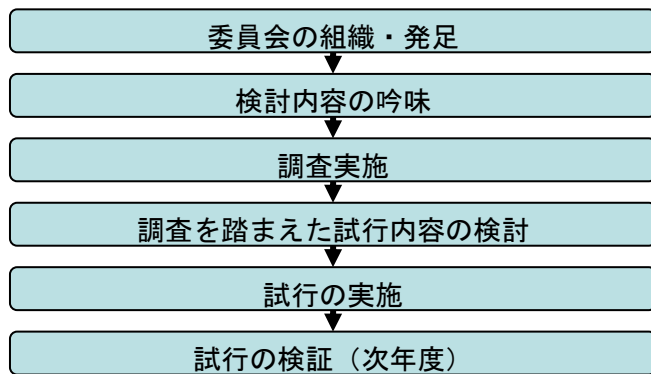 委員会の組織・発足
検討内容の吟味
調査実施
調査を踏まえた試行内容の検討
試行の実施
試行の検証（次年度）